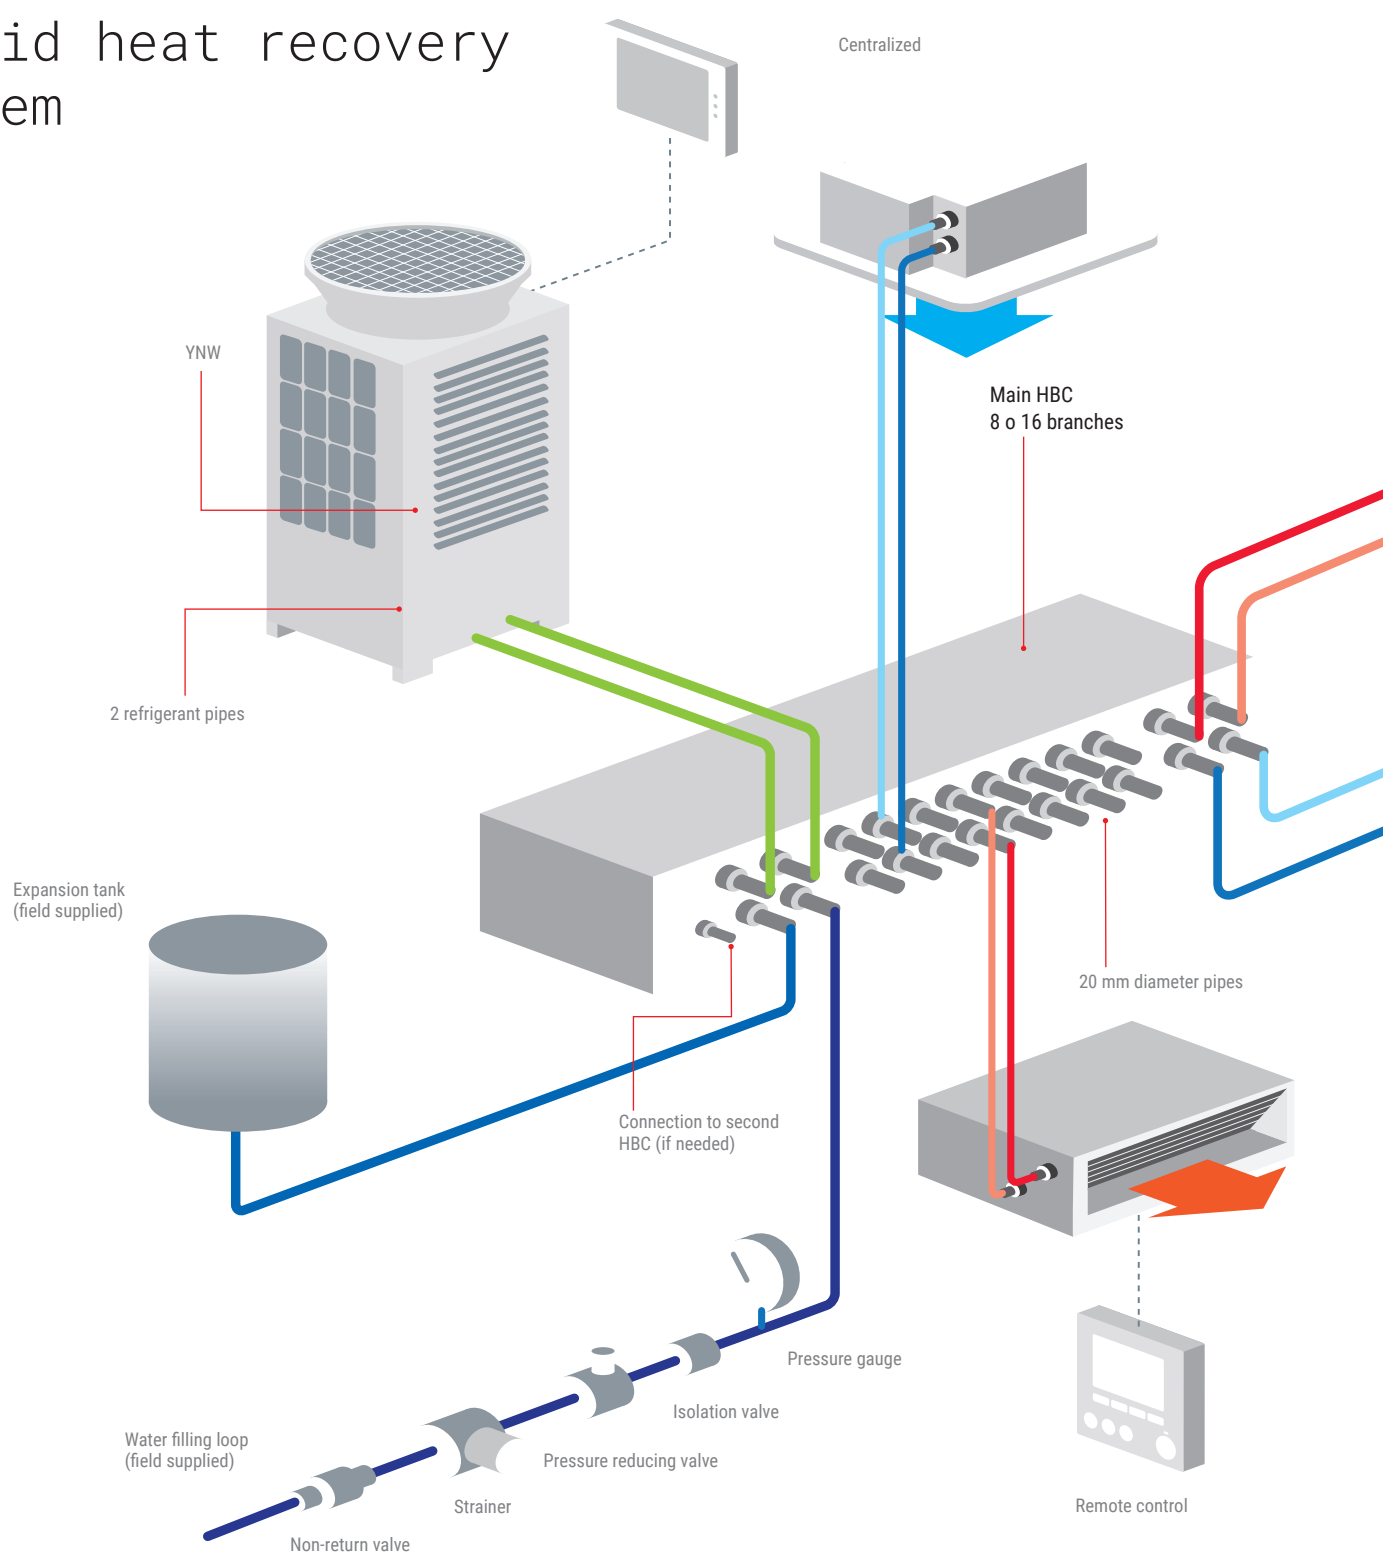 id heat recovery
em
Centralized
YNW
Main HBC
8 o 16 branches
2 refrigerant pipes
Expansion tank
(field supplied)
20 mm diameter pipes
Connection to second
HBC (if needed)
Pressure gauge
Isolation valve
Water filling loop
(field supplied)
Pressure reducing valve
Strainer
Remote control
Non-return valve